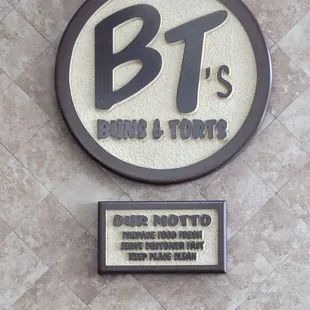 BT's
BUNS & TORTS
OUR MOTTO
PREPARE FOOD FRESH
SERVE CUSTOMER FAST
KEEP PLACE CLEAN